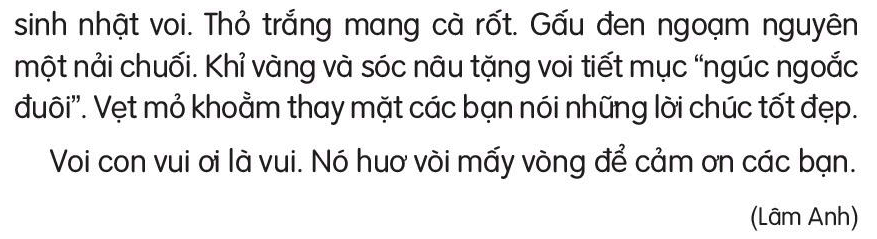 sinh nhật voi. Thỏ trắng mang cà rốt. Gấu đen ngoạm nguyên
một nải chuối. Khỉ vàng và sóc nâu tặng voi tiết mục “ngúc ngoắc
đuôi”. Vẹt mỏ khoằm thay mặt các bạn nói những lời chúc tốt đẹp.
Voi con vui ơi là vui. Nó huơ vòi mấy vòng để cảm ơn các bạn.
(Lâm Anh)